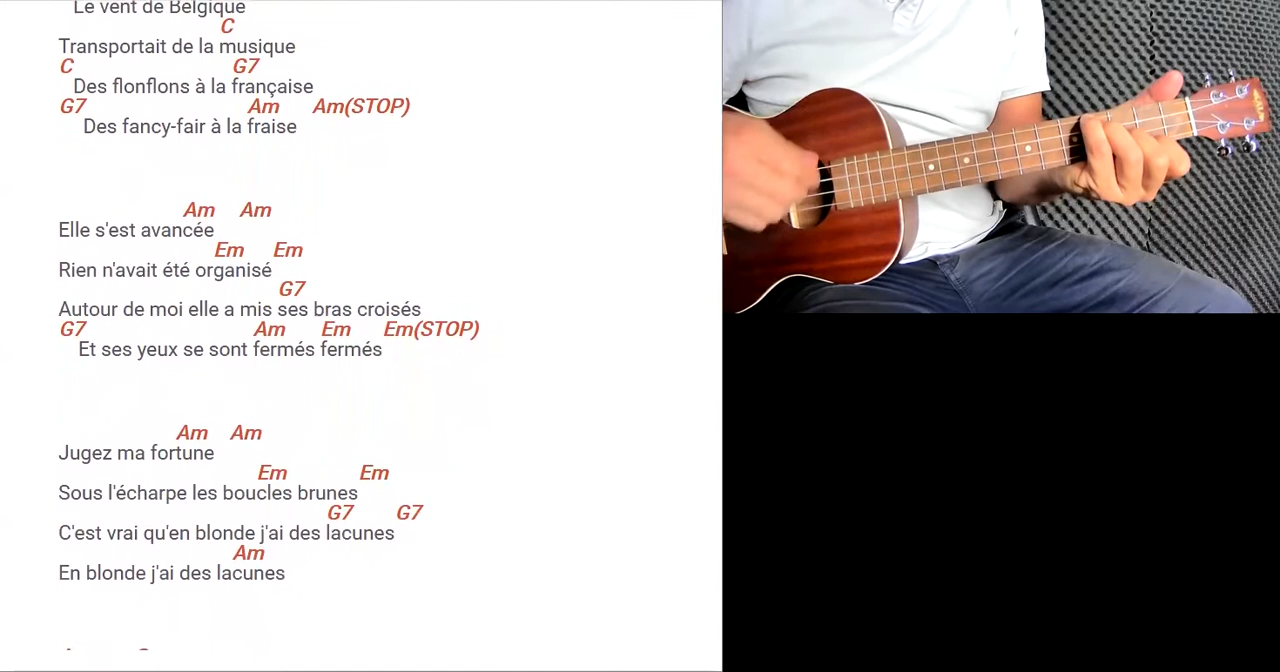 Le vent de Belgique
C
Transportait de la musique
C G7
Des flonflons à la française
G7 Am Am(STOP)
Des fancy-fair à la fraise
Am Am
Elle s'est avancée
Em Em
Rien n'avait été organisé
G7
Autour de moi elle a mis ses bras croisés
G7 Am Em Em(STOP)
Et ses yeux se sont fermés fermés
Am Am
Jugez ma fortune
Em Em
Sous l'écharpe les boucles brunes
G7 G7
C'est vrai qu'en blonde j'ai des lacunes
Am
En blonde j'ai des lacunes